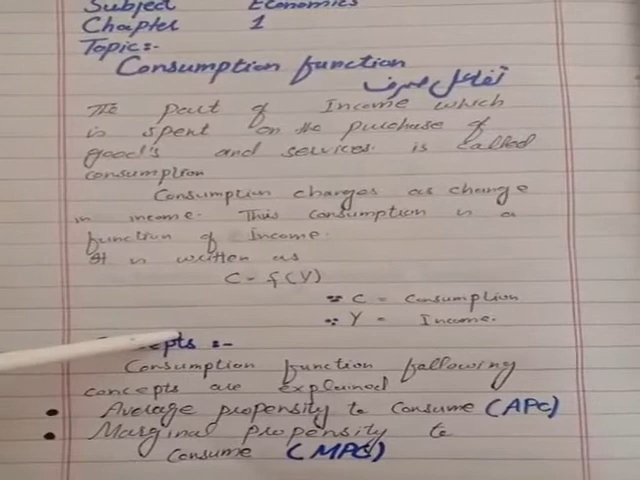 Subject Economics
Chapter 1
Topic:-
Consumption function
تفاعل صرف
The part of Income which
is spent on the puchase of
good's and services. is called
consumption
Consumption charges as change
in income. This consumption is a
function of Income.
It is written as
C = f(Y)
∵ C = Consumption
∵ Y = Income.
Consumption function following
concepts are explained
• Average propensity to Consume (APC)
• Marginal propensity to
Consume (MPC)